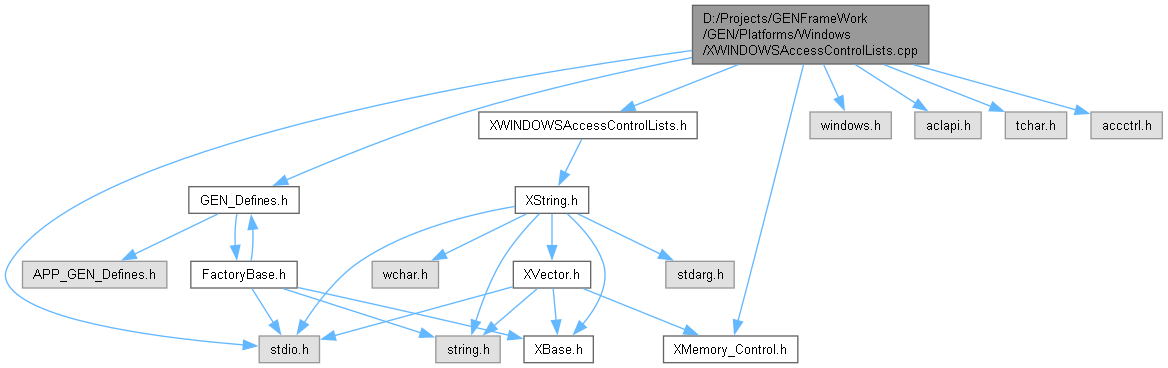 D:/Projects/GENFrameWork
/GEN/Platforms/Windows
/XWINDOWSAccessControlLists.cpp
XWINDOWSAccessControlLists.h
windows.h
aclapi.h
tchar.h
accctrl.h
GEN_Defines.h
XString.h
APP_GEN_Defines.h
FactoryBase.h
wchar.h
XVector.h
stdarg.h
stdio.h
string.h
XBase.h
XMemory_Control.h